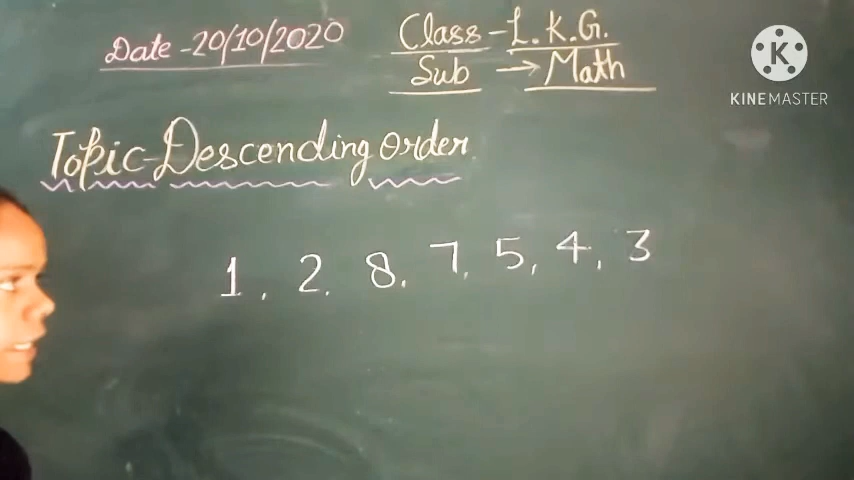 Date -20/10/2020
Class - L.K.G.
Sub → Math
Topic-Descending order
1, 2, 8, 7, 5, 4, 3
K
KINEMASTER